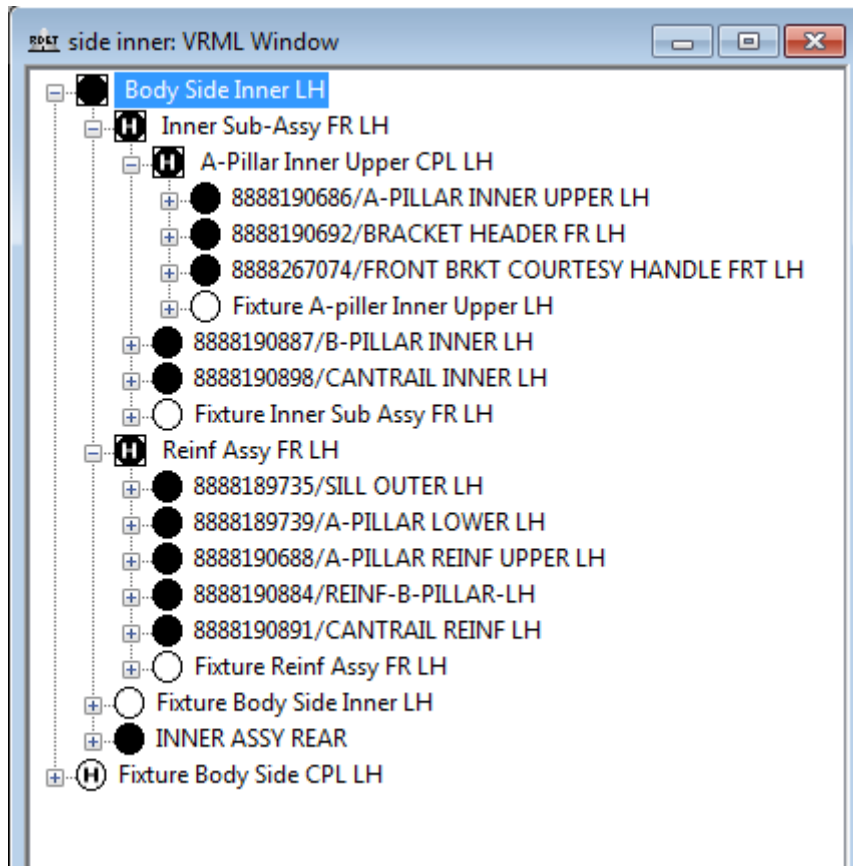 RD&T side inner: VRML Window
Body Side Inner LH
H Inner Sub-Assy FR LH
H A-Pillar Inner Upper CPL LH
8888190686/A-PILLAR INNER UPPER LH
8888190692/BRACKET HEADER FR LH
8888267074/FRONT BRKT COURTESY HANDLE FRT LH
Fixture A-piller Inner Upper LH
8888190887/B-PILLAR INNER LH
8888190898/CANTRAIL INNER LH
Fixture Inner Sub Assy FR LH
H Reinf Assy FR LH
8888189735/SILL OUTER LH
8888189739/A-PILLAR LOWER LH
8888190688/A-PILLAR REINF UPPER LH
8888190884/REINF-B-PILLAR-LH
8888190891/CANTRAIL REINF LH
Fixture Reinf Assy FR LH
Fixture Body Side Inner LH
INNER ASSY REAR
H Fixture Body Side CPL LH